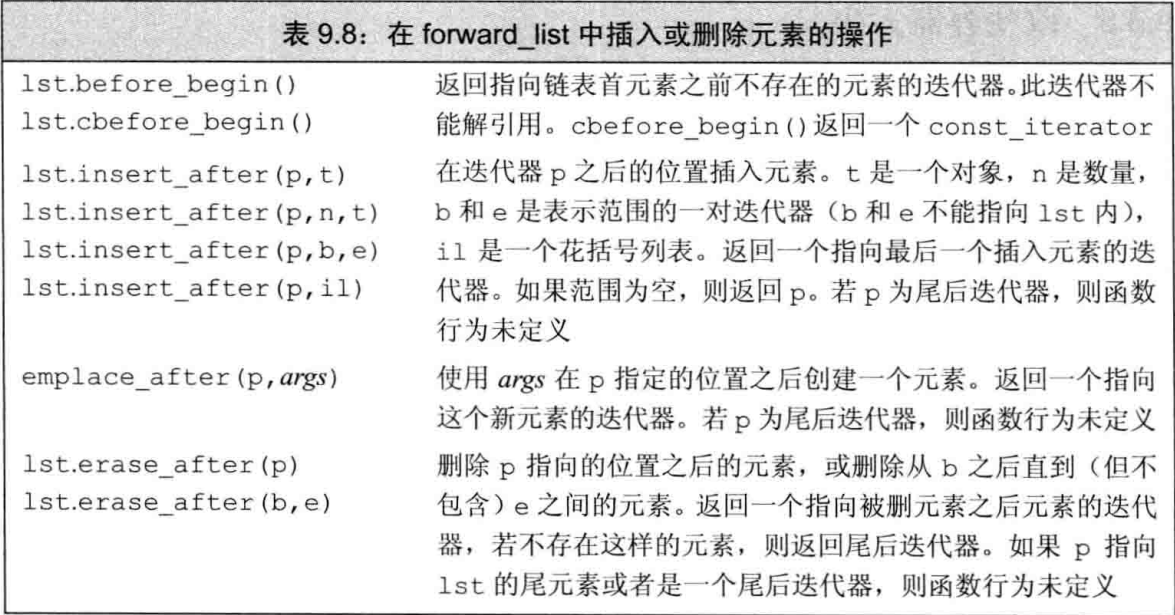 表 9.8：在 forward_list 中插入或删除元素的操作
lst.before_begin() 返回指向链表首元素之前不存在的元素的迭代器。此迭代器不
lst.cbefore_begin() 能解引用。cbefore_begin()返回一个 const_iterator
lst.insert_after(p,t) 在迭代器 p 之后的位置插入元素。t 是一个对象，n 是数量，
lst.insert_after(p,n,t) b 和 e 是表示范围的一对迭代器（b 和 e 不能指向 lst 内），
lst.insert_after(p,b,e) il 是一个花括号列表。返回一个指向最后一个插入元素的迭
lst.insert_after(p,il) 代器。如果范围为空，则返回 p。若 p 为尾后迭代器，则函数
行为未定义
emplace_after(p,args) 使用 args 在 p 指定的位置之后创建一个元素。返回一个指向
这个新元素的迭代器。若 p 为尾后迭代器，则函数行为未定义
lst.erase_after(p) 删除 p 指向的位置之后的元素，或删除从 b 之后直到（但不
lst.erase_after(b,e) 包含）e 之间的元素。返回一个指向被删元素之后元素的迭代
器，若不存在这样的元素，则返回尾后迭代器。如果 p 指向
lst 的尾元素或者是一个尾后迭代器，则函数行为未定义